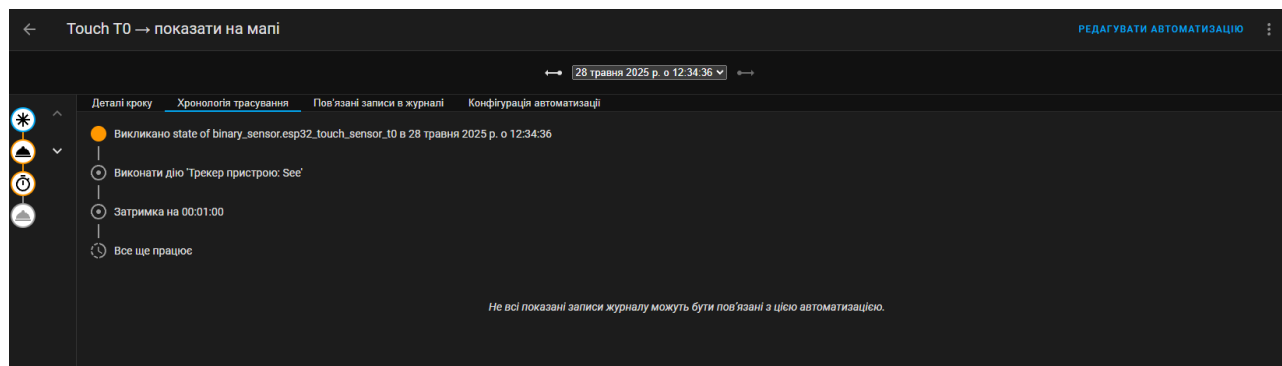 Touch T0 → показати на мапі
РЕДАГУВАТИ АВТОМАТИЗАЦІЮ
28 травня 2025 р. о 12:34:36
Деталі кроку Хронологія трасування Пов'язані записи в журналі Конфігурація автоматизації
Викликано state of binary_sensor.esp32_touch_sensor_t0 в 28 травня 2025 р. о 12:34:36
Виконати дію 'Трекер пристрою: See'
Затримка на 00:01:00
Все ще працює
Не всі показані записи журналу можуть бути пов'язані з цією автоматизацією.